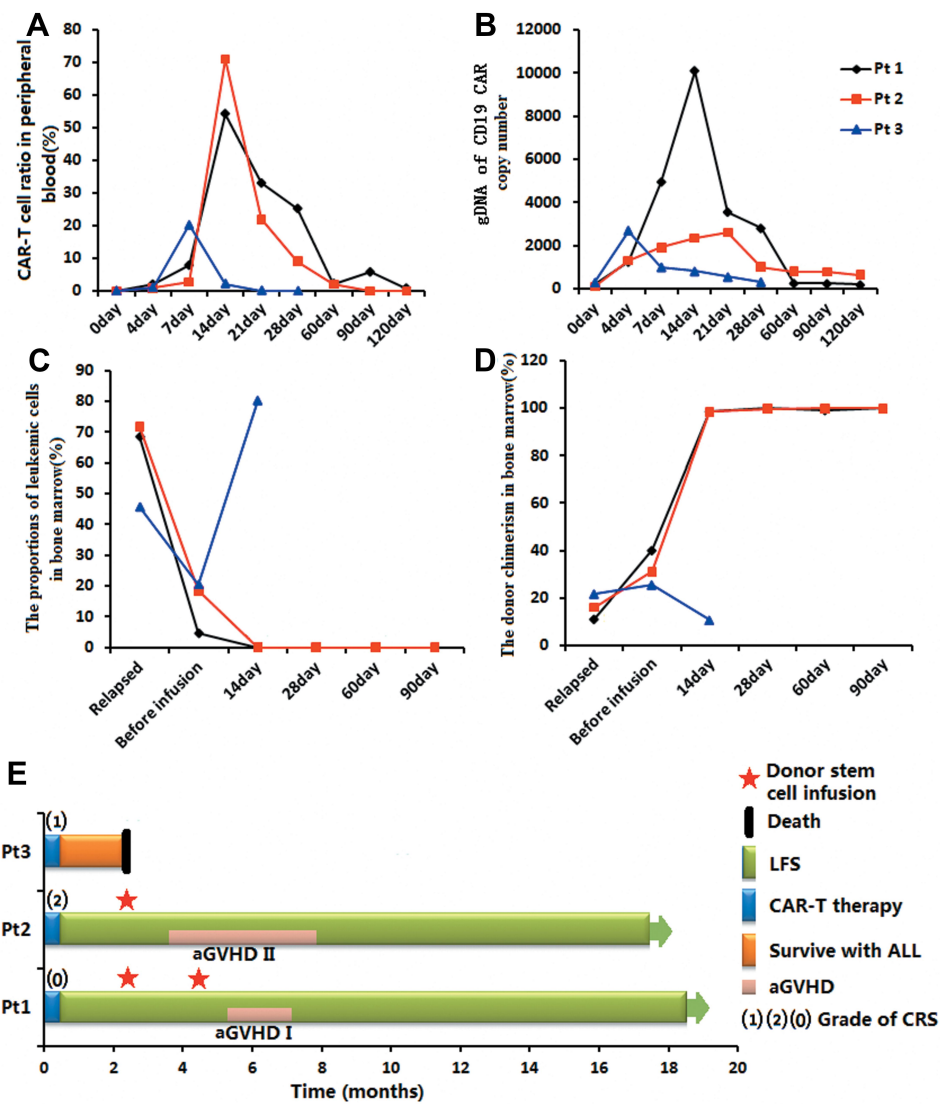 A
CAR-T cell ratio in peripheral
blood(%)
80
70
60
50
40
30
20
10
0
0day
4day
7day
14day
21day
28day
60day
90day
120day
B
gDNA of CD19 CAR
copy number
12000
10000
8000
6000
4000
2000
0
0day
4day
7day
14day
21day
28day
60day
90day
120day
Pt 1
Pt 2
Pt 3
C
The proportions of leukemic cells
in bone marrow(%)
90
80
70
60
50
40
30
20
10
0
Relapsed
Before infusion
14day
28day
60day
90day
D
The donor chimerism in bone marrow(%)
120
100
80
60
40
20
0
Relapsed
Before infusion
14day
28day
60day
90day
E
Pt3
(1)
Pt2
(2)
aGVHD II
Pt1
(0)
aGVHD I
0
2
4
6
8
10
12
14
16
18
20
Time (months)
Donor stem
cell infusion
Death
LFS
CAR-T therapy
Survive with ALL
aGVHD
(1)(2)(0) Grade of CRS